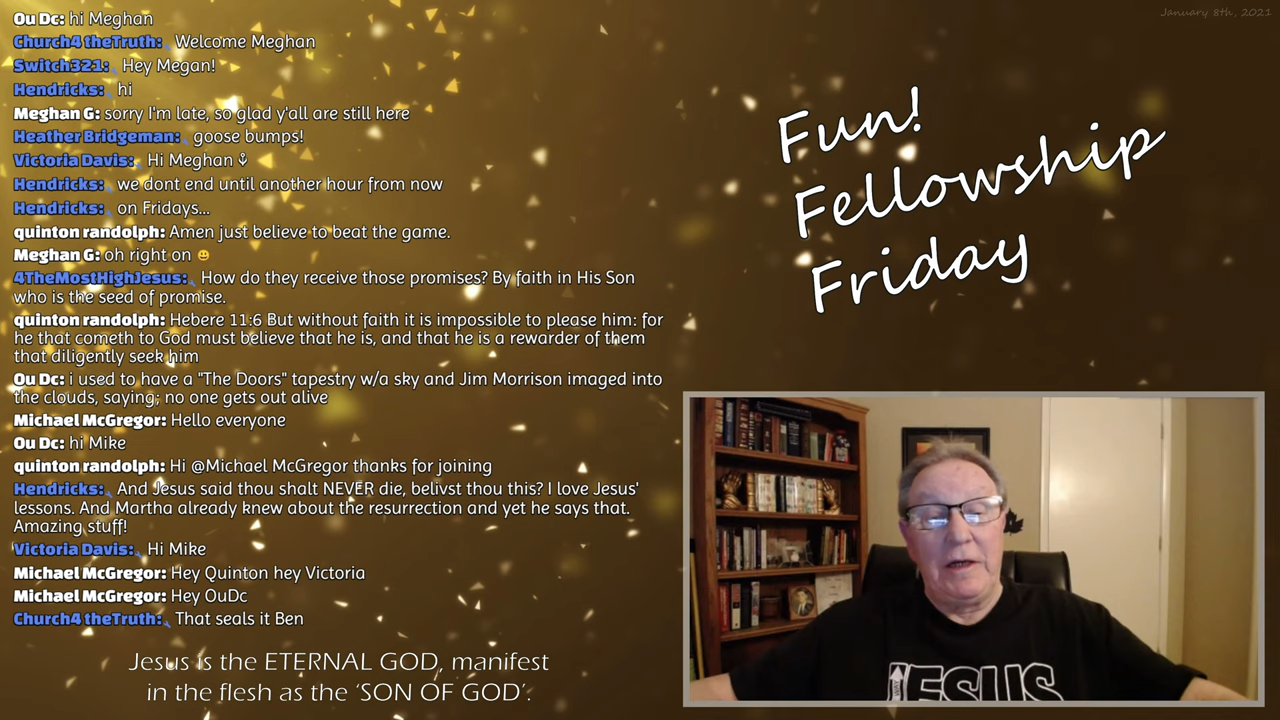 Ou Dc: hi Meghan
Church4theTruth: Welcome Meghan
Switch321: Hey Megan!
Hendricks: hi
Meghan G: sorry I'm late, so glad y'all are still here
Heather Bridgeman: goose bumps!
Victoria Davis: Hi Meghan
Hendricks: we dont end until another hour from now
Hendricks: on Fridays...
quinton randolph: Amen just believe to beat the game.
Meghan G: oh right on 😃
4TheMostHighJesus: How do they receive those promises? By faith in His Son
who is the seed of promise.
quinton randolph: Hebere 11:6 But without faith it is impossible to please him: for
he that cometh to God must believe that he is, and that he is a rewarder of them
that diligently seek him
Ou Dc: i used to have a "The Doors" tapestry w/a sky and Jim Morrison imaged into
the clouds, saying; no one gets out alive
Michael McGregor: Hello everyone
Ou Dc: hi Mike
quinton randolph: Hi @Michael McGregor thanks for joining
Hendricks: And Jesus said thou shalt NEVER die, belivst thou this? I love Jesus'
lessons. And Martha already knew about the resurrection and yet he says that.
Amazing stuff!
Victoria Davis: Hi Mike
Michael McGregor: Hey Quinton hey Victoria
Michael McGregor: Hey OuDc
Church4theTruth: That seals it Ben
Jesus is the ETERNAL GOD, manifest
in the flesh as the ‘SON OF GOD’.
January 8th, 2021
Fun!
Fellowship
Friday
JESUS